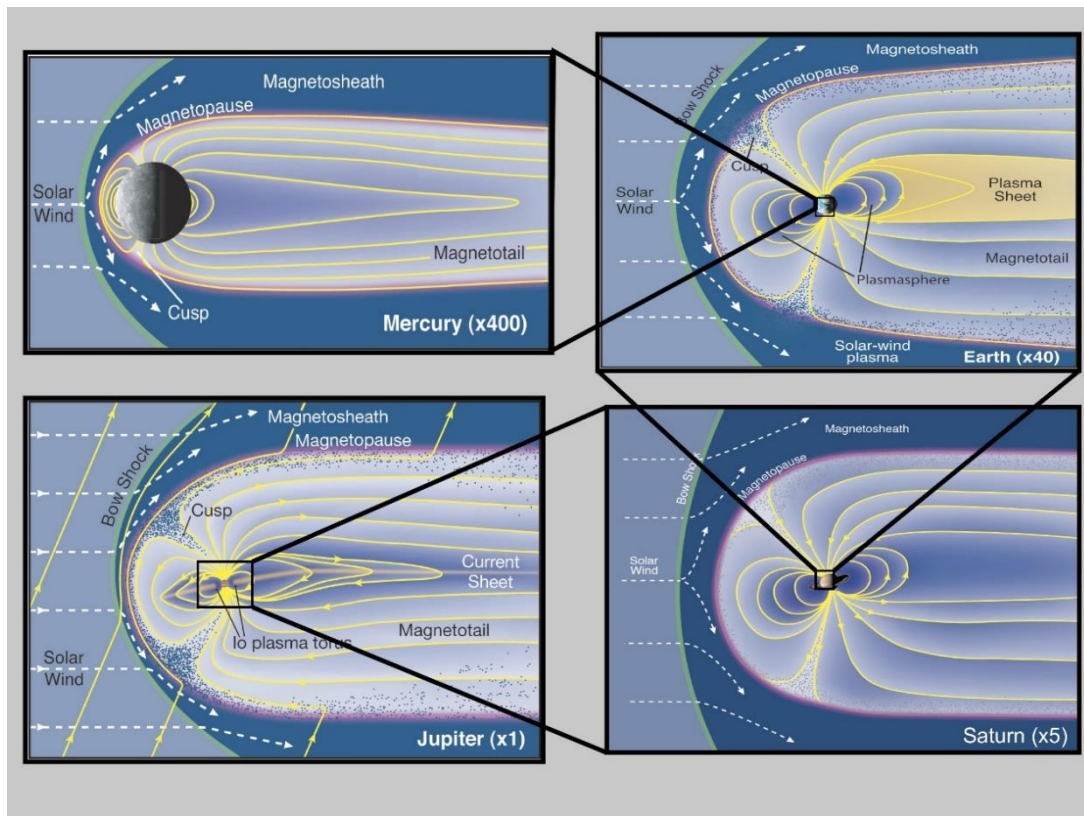 Magnetosheath
Magnetopause
Solar
Wind
Magnetotail
Cusp
Mercury (x400)
Magnetosheath
Bow Shock
Magnetopause
Cusp
Solar
Wind
Plasma
Sheet
Magnetotail
Plasmasphere
Solar-wind
plasma
Earth (x40)
Magnetosheath
Magnetopause
Bow Shock
Cusp
Current
Sheet
Io plasma torus
Magnetotail
Solar
Wind
Jupiter (x1)
Magnetosheath
Bow Shock
Magnetopause
Solar
Wind
Saturn (x5)